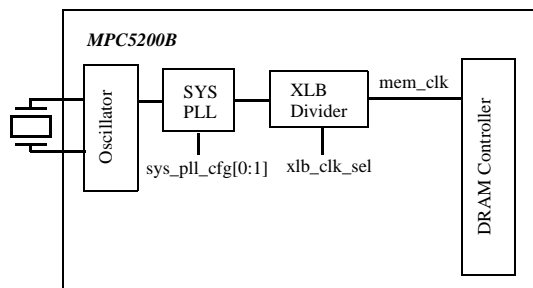 MPC5200B
Oscillator
SYS
PLL
sys_pll_cfg[0:1]
XLB
Divider
xlb_clk_sel
mem_clk
DRAM Controller